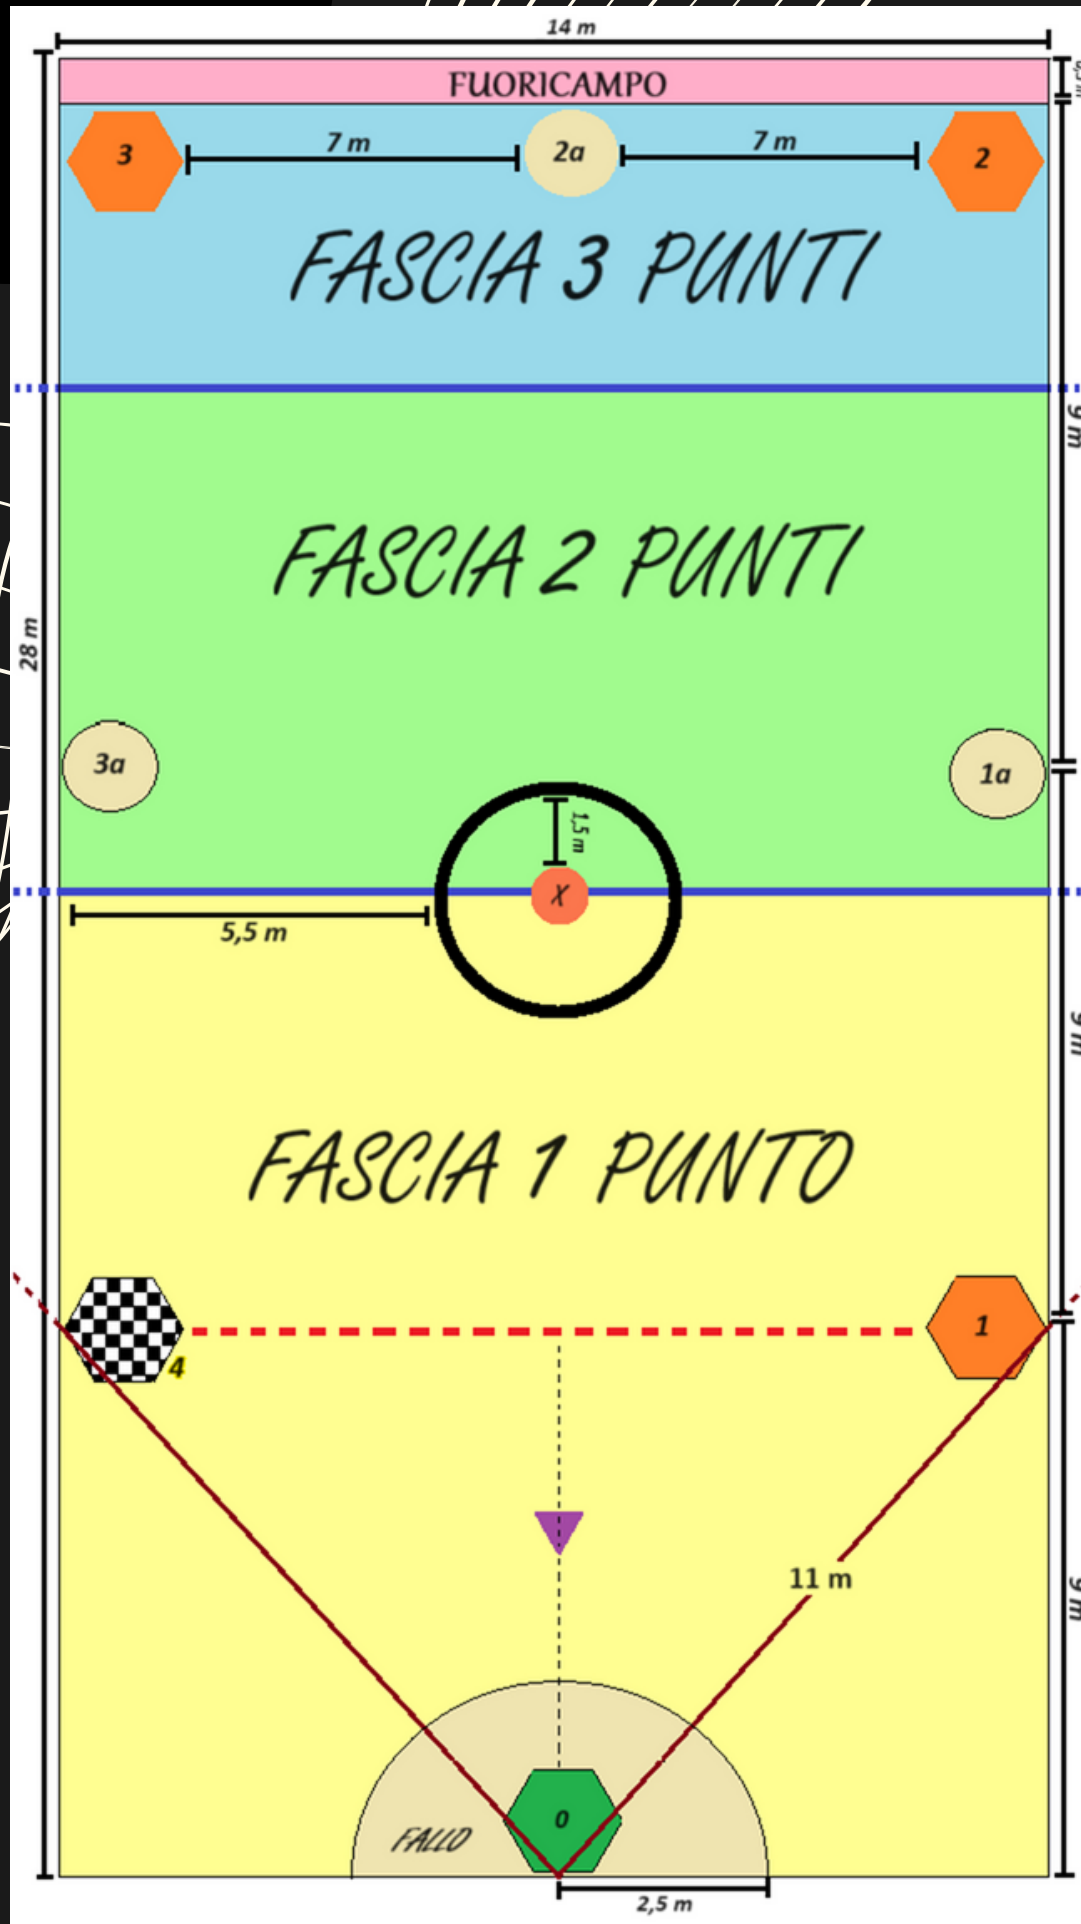 14 m
FUORICAMPO
3
7 m
2a
7 m
2
FASCIA 3 PUNTI
9 m
FASCIA 2 PUNTI
28 m
3a
1a
1,5 m
X
5,5 m
9 m
FASCIA 1 PUNTO
4
1
11 m
9 m
0
FALLO
2,5 m